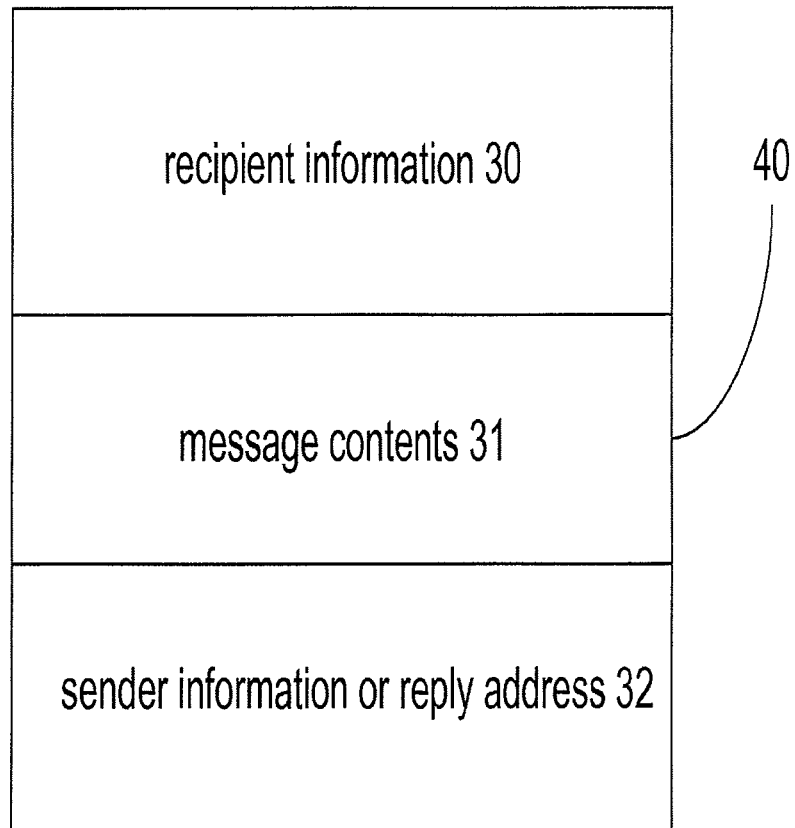 recipient information 30
40
message contents 31
sender information or reply address 32